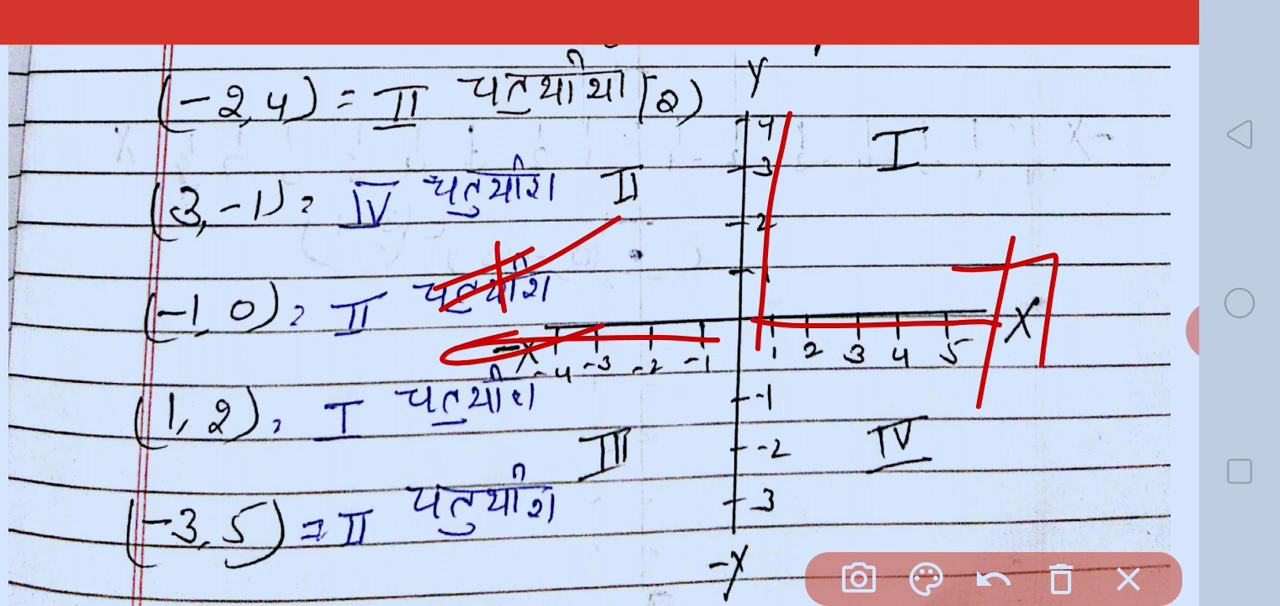 (-2,4) = II चतुर्थांश (2)
(3,-1) = IV चतुर्थांश
(-1,0) = II चतुर्थांश
(1,2) = I चतुर्थांश
(-3,5) = II चतुर्थांश
Y
4
3
2
1
I
II
-X -4 -3 -2 -1 1 2 3 4 5 X
-1
-2
-3
III
IV
-Y